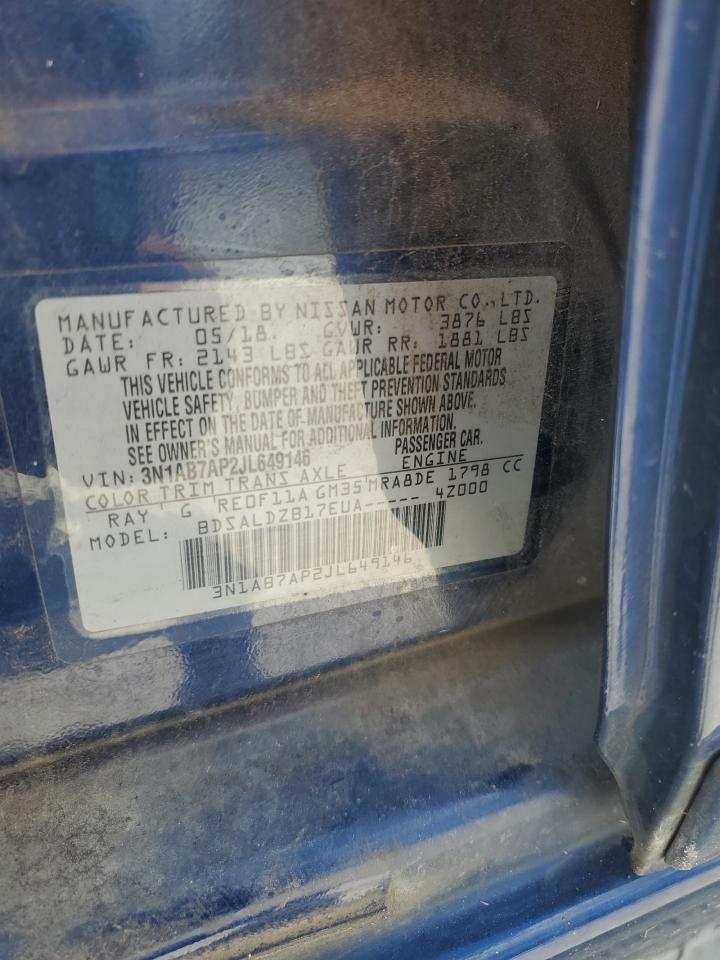 MANUFACTURED BY NISSAN MOTOR CO., LTD.
DATE: 05/18 GVWR: 3876 LBS
GAWR FR: 2143 LBS GAWR RR: 1881 LBS
THIS VEHICLE CONFORMS TO ALL APPLICABLE FEDERAL MOTOR
VEHICLE SAFETY, BUMPER AND THEFT PREVENTION STANDARDS
IN EFFECT ON THE DATE OF MANUFACTURE SHOWN ABOVE.
SEE OWNER'S MANUAL FOR ADDITIONAL INFORMATION.
VIN: 3N1AB7AP2JL649146 PASSENGER CAR.
COLOR TRIM TRANS AXLE ENGINE
RAY G RE0F11A GM35 MRA8DE 1798 CC
MODEL: BDSALDZB17EUA----- 4Z000
3N1AB7AP2JL649146